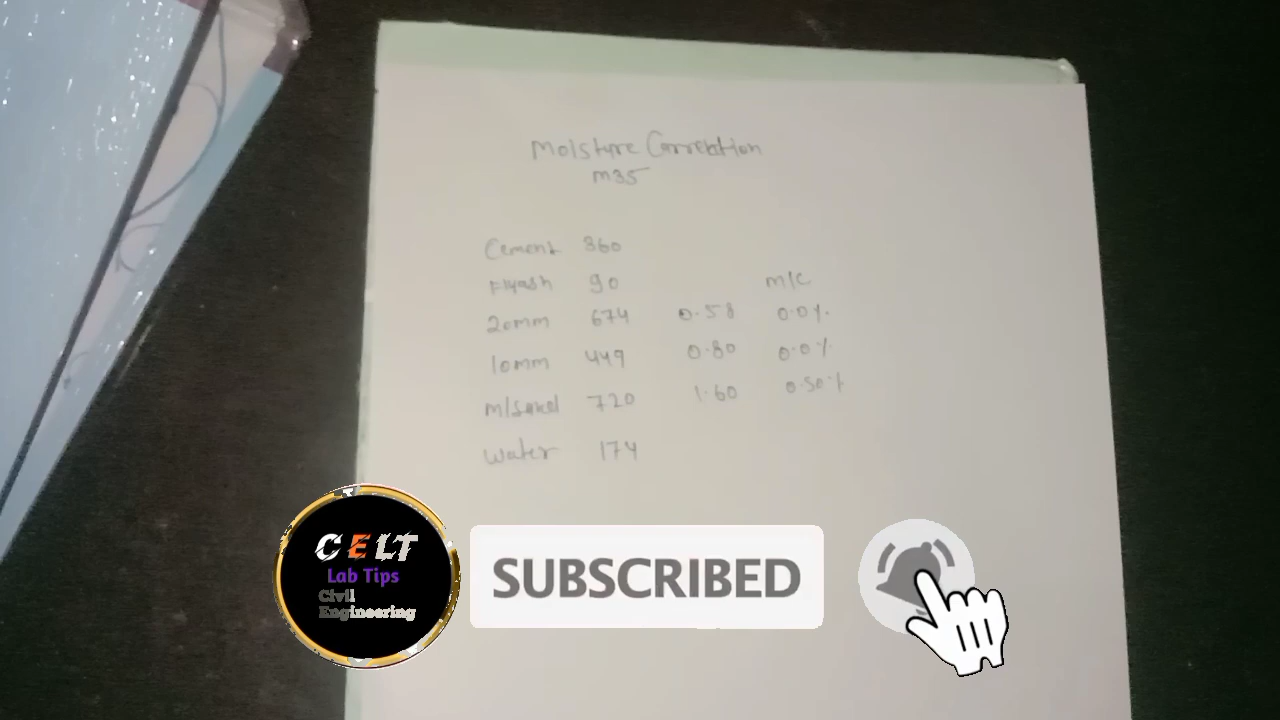 Moisture Correction
M35
Cement 360
Flyash 90 m/c
20mm 674 0.58 0.0%
10mm 449 0.80 0.0%
m/sand 720 1.60 0.50%
Water 174
CELT
Lab Tips
Civil
Engineering
SUBSCRIBED